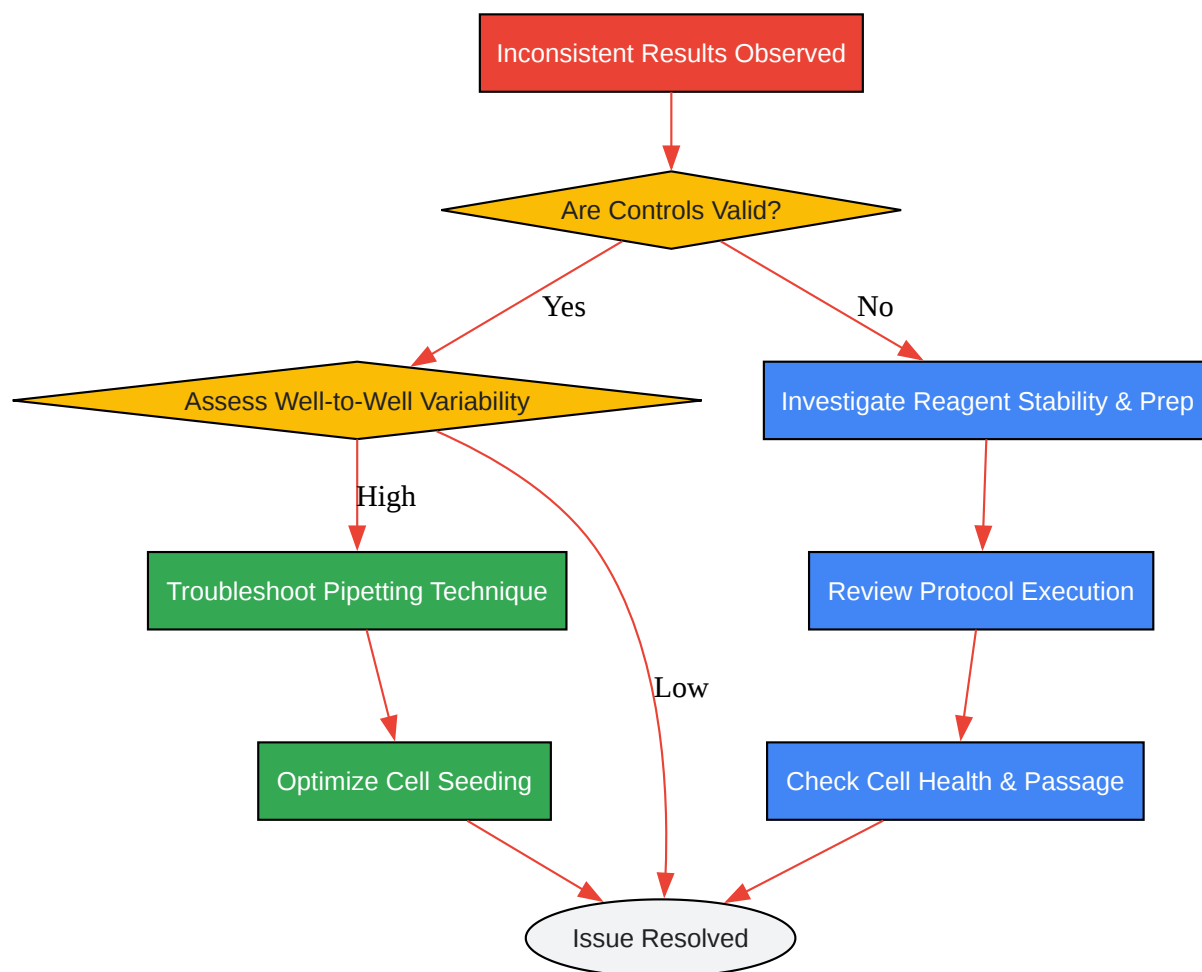 Inconsistent Results Observed
Are Controls Valid?
Yes
No
Assess Well-to-Well Variability
Investigate Reagent Stability & Prep
High
Troubleshoot Pipetting Technique
Review Protocol Execution
Low
Optimize Cell Seeding
Check Cell Health & Passage
Issue Resolved